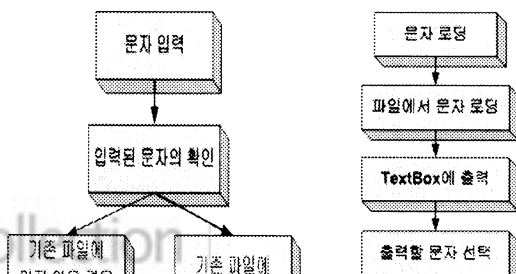 문자 입력
입력된 문자의 확인
기존 파일에
기존 파일에
문자 로딩
파일에서 문자 로딩
TextBox에 출력
출력할 문자 선택